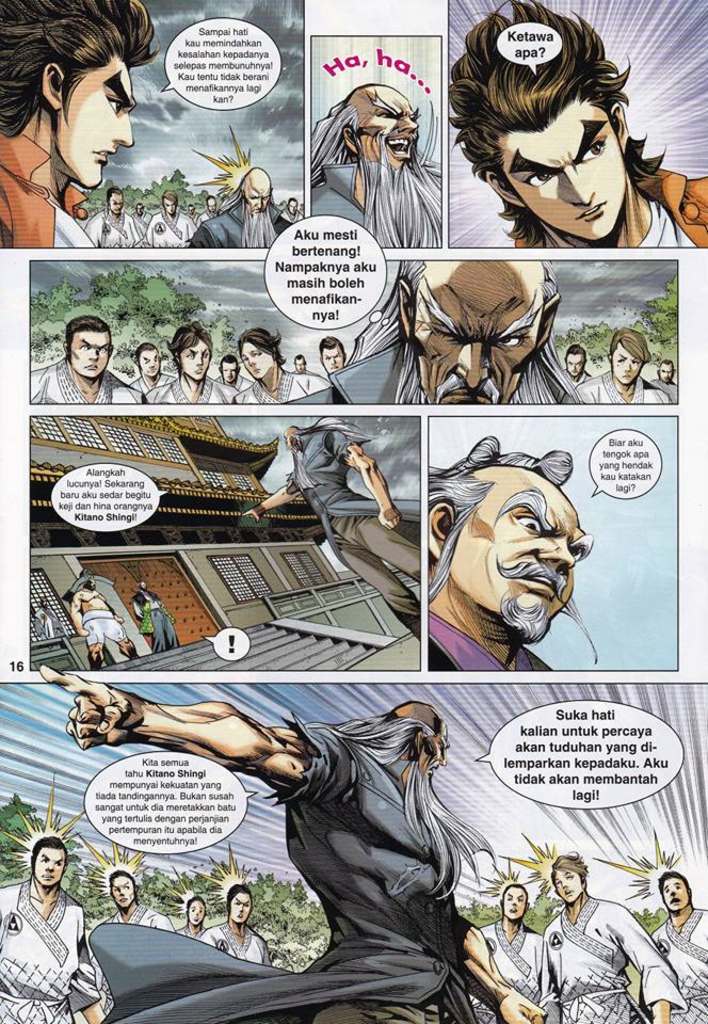 Sampai hati
kau memindahkan
kesalahan kepadanya
selepas membunuhnya!
Kau tentu tidak berani
menafikannya lagi
kan?
Ha, ha...
Ketawa
apa?
Aku mesti
bertenang!
Nampaknya aku
masih boleh
menafikan-
nya!
Alangkah
lucunya! Sekarang
baru aku sedar begitu
keji dan hina orangnya
Kitano Shingi!
!
Biar aku
tengok apa
yang hendak
kau katakan
lagi?
16
Suka hati
kalian untuk percaya
akan tuduhan yang di-
lemparkan kepadaku. Aku
tidak akan membantah
lagi!
Kita semua
tahu Kitano Shingi
mempunyai kekuatan yang
tiada tandingannya. Bukan susah
sangat untuk dia meretakkan batu
yang tertulis dengan perjanjian
pertempuran itu apabila dia
menyentuhnya!